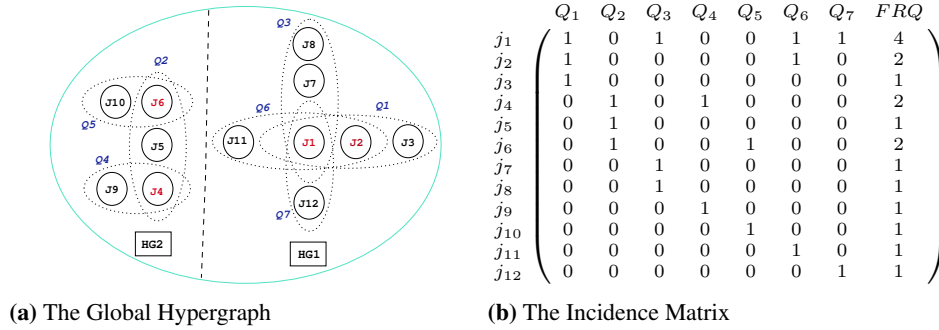 Q3
J8
Q2
J7
J10 J6
Q6 Q1
Q5
J11 J1 J2 J3
J5
Q4
J9 J4
J12
Q7
HG2 HG1
(a) The Global Hypergraph
Q1 Q2 Q3 Q4 Q5 Q6 Q7 FRQ
j1 1 0 1 0 0 1 1 4
j2 1 0 0 0 0 1 0 2
j3 1 0 0 0 0 0 0 1
j4 0 1 0 1 0 0 0 2
j5 0 1 0 0 0 0 0 1
j6 0 1 0 0 1 0 0 2
j7 0 0 1 0 0 0 0 1
j8 0 0 1 0 0 0 0 1
j9 0 0 0 1 0 0 0 1
j10 0 0 0 0 1 0 0 1
j11 0 0 0 0 0 1 0 1
j12 0 0 0 0 0 0 1 1
(b) The Incidence Matrix